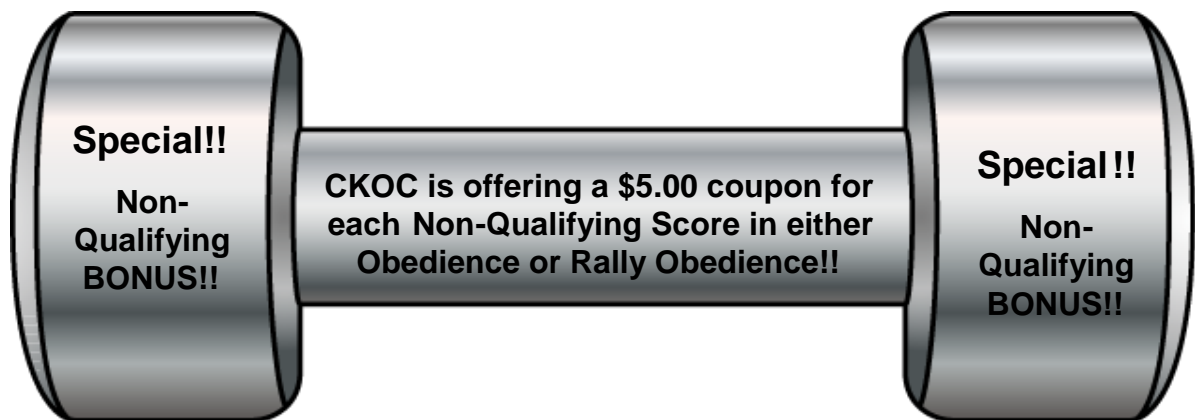 Special!!
Non-
Qualifying
BONUS!!
CKOC is offering a $5.00 coupon for
each Non-Qualifying Score in either
Obedience or Rally Obedience!!
Special!!
Non-
Qualifying
BONUS!!